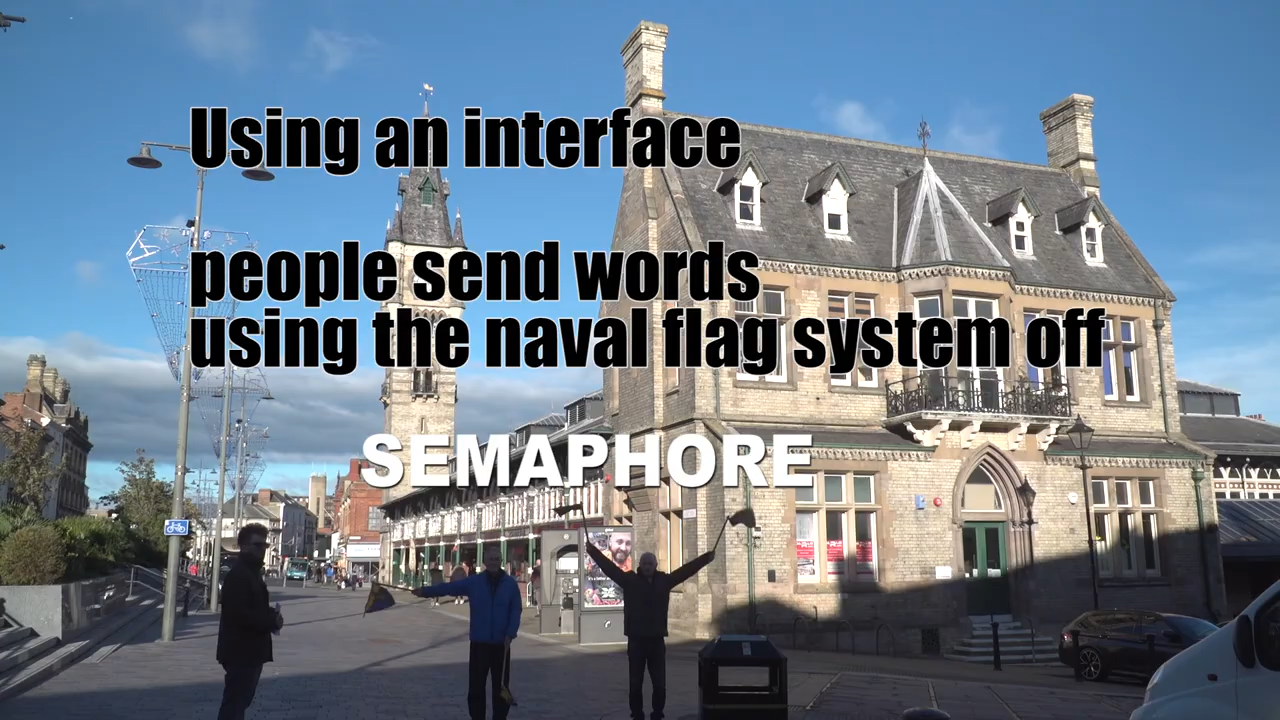 Using an interface
people send words
using the naval flag system off
SEMAPHORE